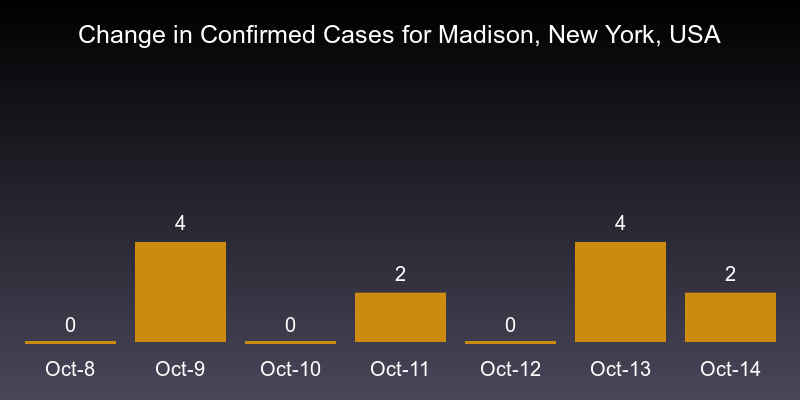 Change in Confirmed Cases for Madison, New York, USA
0
4
0
2
0
4
2
Oct-8
Oct-9
Oct-10
Oct-11
Oct-12
Oct-13
Oct-14